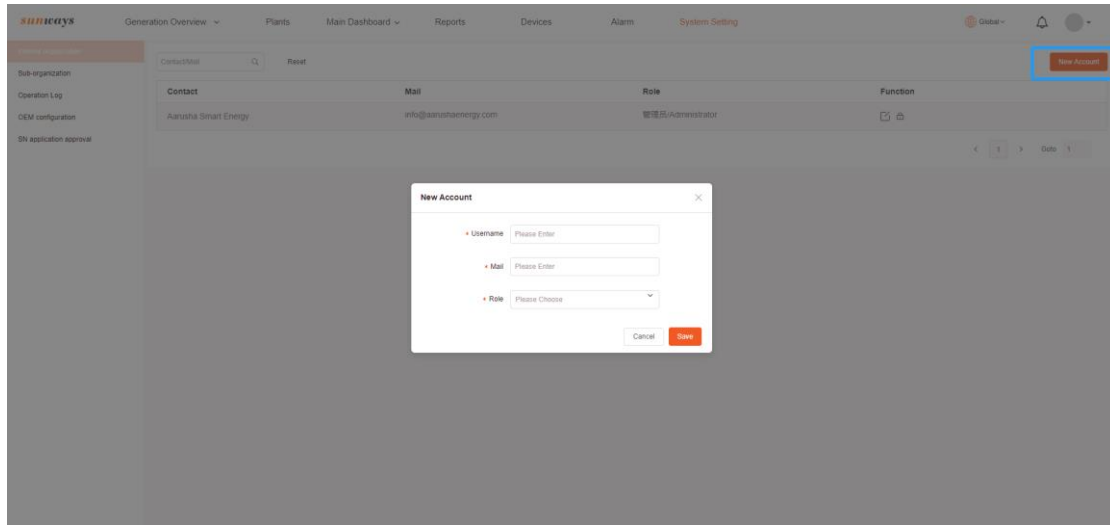 sunways
Generation Overview
Plants
Main Dashboard
Reports
Devices
Alarm
System Setting
Global
Sub-organization
Operation Log
OEM configuration
SN application approval
Contact/Mail
Reset
New Account
Contact Mail Role Function
Aarusha Smart Energy info@aarushaenergy.com 管理员/Administrator
< 1 > Goto 1
New Account
* Username Please Enter
* Mail Please Enter
* Role Please Choose
Cancel Save